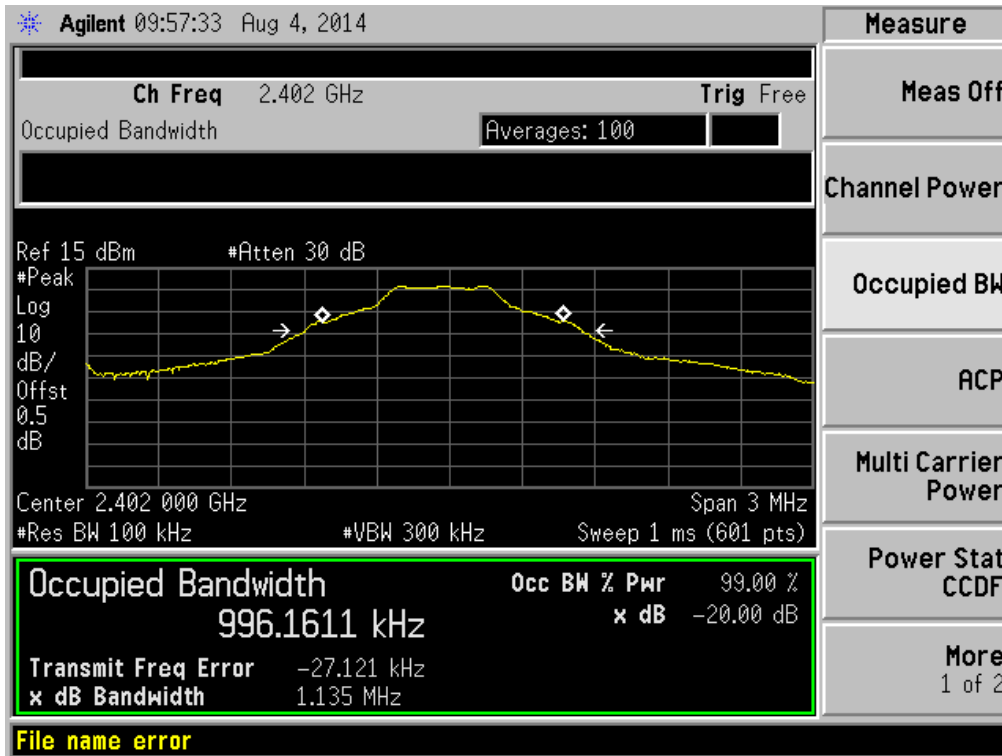 Agilent 09:57:33 Aug 4, 2014
Measure
Ch Freq 2.402 GHz Trig Free
Occupied Bandwidth Averages: 100
Ref 15 dBm #Atten 30 dB
#Peak
Log
10
dB/
Offst
0.5
dB
Center 2.402 000 GHz Span 3 MHz
#Res BW 100 kHz #VBW 300 kHz Sweep 1 ms (601 pts)
Occupied Bandwidth
996.1611 kHz
Occ BW % Pwr 99.00 %
x dB -20.00 dB
Transmit Freq Error -27.121 kHz
x dB Bandwidth 1.135 MHz
Meas Off
Channel Power
Occupied BW
ACP
Multi Carrier
Power
Power Stat
CCDF
More
1 of 2
File name error